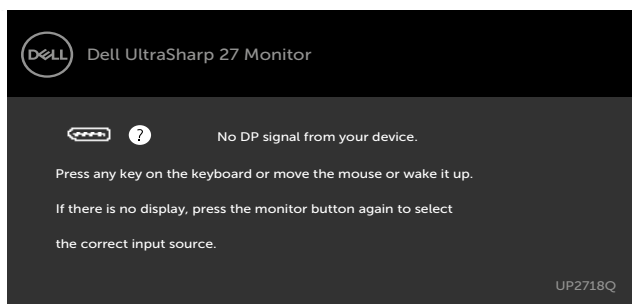 DELL Dell UltraSharp 27 Monitor
? No DP signal from your device.
Press any key on the keyboard or move the mouse or wake it up.
If there is no display, press the monitor button again to select
the correct input source.
UP2718Q